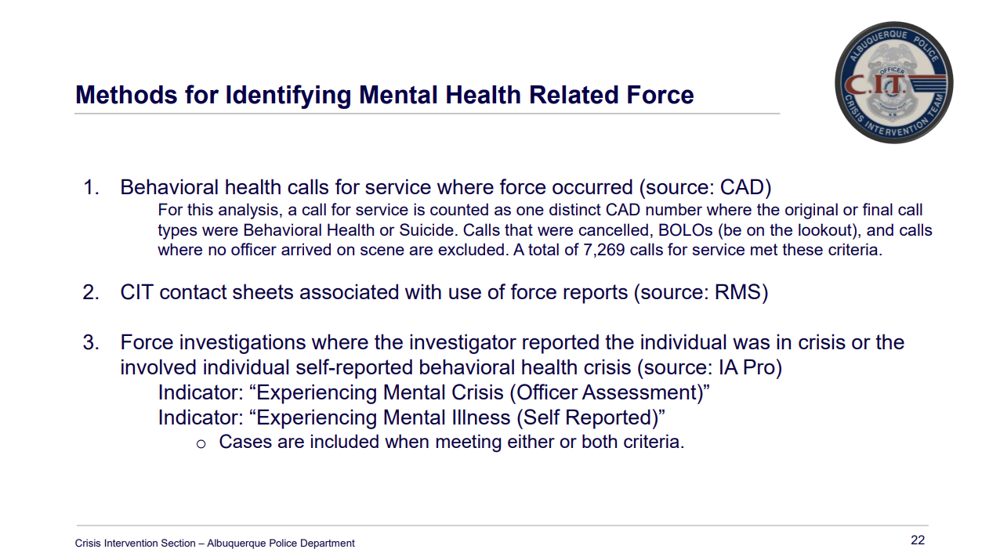 ALBUQUERQUE POLICE
OFFICER
C.I.T.
CRISIS INTERVENTION TEAM
Methods for Identifying Mental Health Related Force
1. Behavioral health calls for service where force occurred (source: CAD)
For this analysis, a call for service is counted as one distinct CAD number where the original or final call
types were Behavioral Health or Suicide. Calls that were cancelled, BOLOs (be on the lookout), and calls
where no officer arrived on scene are excluded. A total of 7,269 calls for service met these criteria.
2. CIT contact sheets associated with use of force reports (source: RMS)
3. Force investigations where the investigator reported the individual was in crisis or the
involved individual self-reported behavioral health crisis (source: IA Pro)
Indicator: “Experiencing Mental Crisis (Officer Assessment)”
Indicator: “Experiencing Mental Illness (Self Reported)”
o Cases are included when meeting either or both criteria.
Crisis Intervention Section – Albuquerque Police Department
22